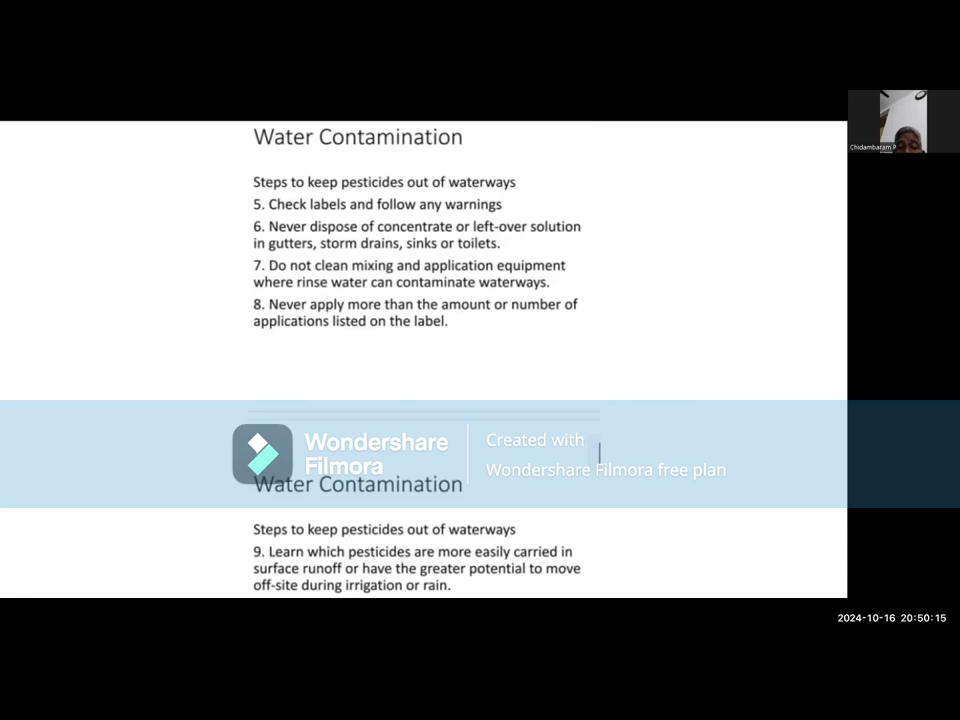 Water Contamination
Chidambaram P
Steps to keep pesticides out of waterways
5. Check labels and follow any warnings
6. Never dispose of concentrate or left-over solution
in gutters, storm drains, sinks or toilets.
7. Do not clean mixing and application equipment
where rinse water can contaminate waterways.
8. Never apply more than the amount or number of
applications listed on the label.
Wondershare
Filmora
Created with
Wondershare Filmora free plan
Water Contamination
Steps to keep pesticides out of waterways
9. Learn which pesticides are more easily carried in
surface runoff or have the greater potential to move
off-site during irrigation or rain.
2024-10-16 20:50:15